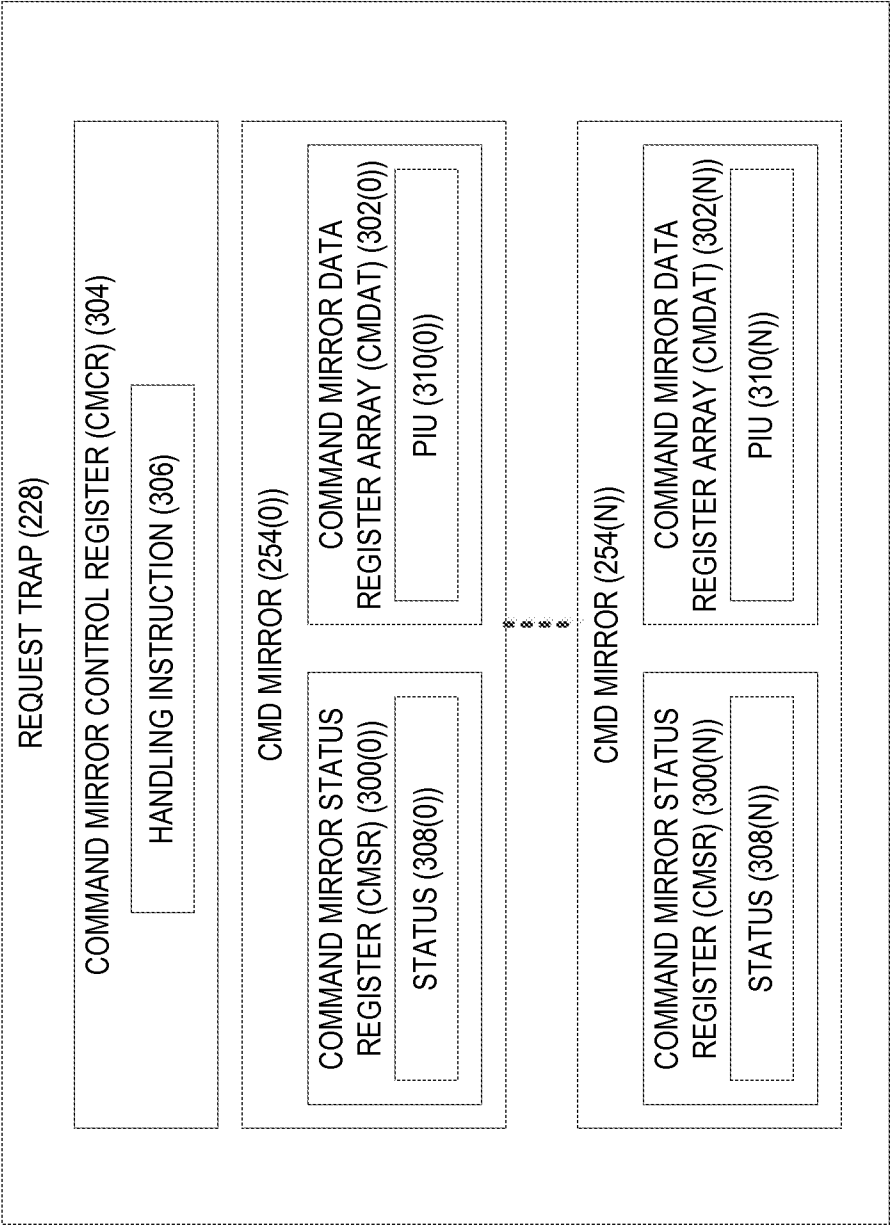 REQUEST TRAP (228)
COMMAND MIRROR CONTROL REGISTER (CMCR) (304)
HANDLING INSTRUCTION (306)
CMD MIRROR (254(0))
COMMAND MIRROR STATUS
REGISTER (CMSR) (300(0))
STATUS (308(0))
COMMAND MIRROR DATA
REGISTER ARRAY (CMDAT) (302(0))
PIU (310(0))
CMD MIRROR (254(N))
COMMAND MIRROR STATUS
REGISTER (CMSR) (300(N))
STATUS (308(N))
COMMAND MIRROR DATA
REGISTER ARRAY (CMDAT) (302(N))
PIU (310(N))